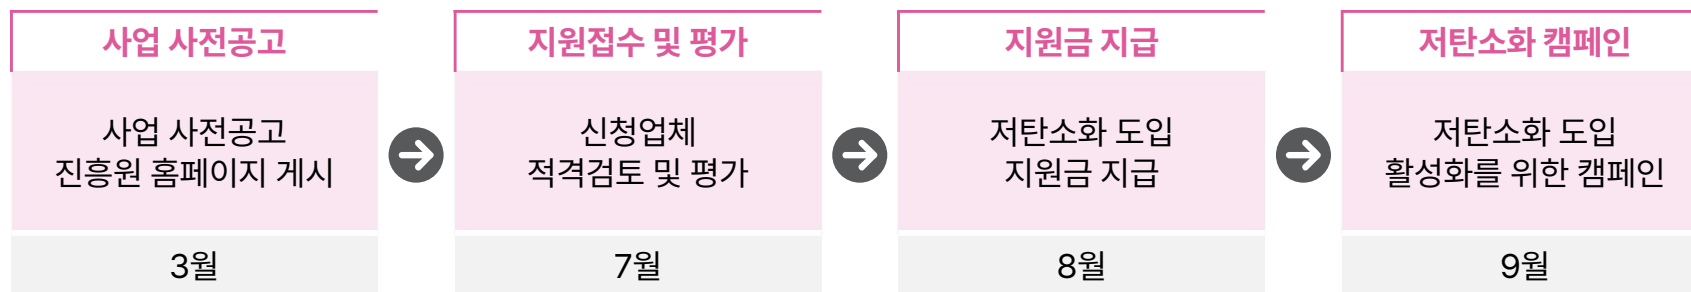 사업 사전공고
사업 사전공고
진흥원 홈페이지 게시
3월
지원접수 및 평가
신청업체
적격검토 및 평가
7월
지원금 지급
저탄소화 도입
지원금 지급
8월
저탄소화 캠페인
저탄소화 도입
활성화를 위한 캠페인
9월